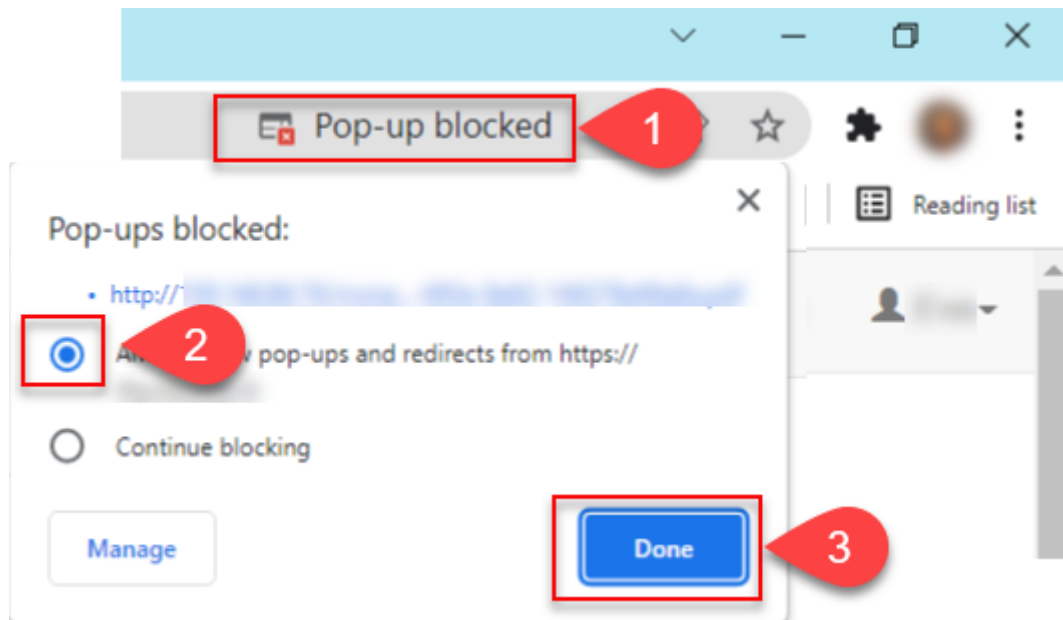 Pop-up blocked
1
Reading list
Pop-ups blocked:
• http://
2
pop-ups and redirects from https://
Continue blocking
Manage
Done
3